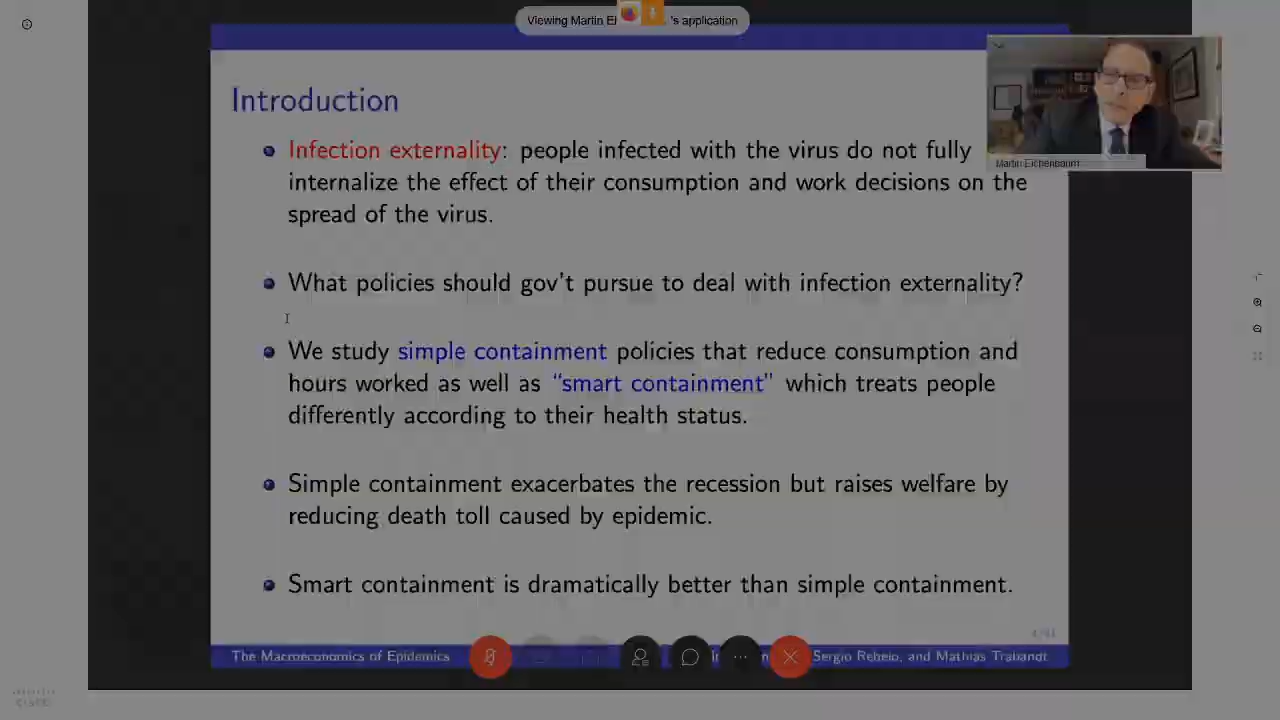 Viewing Martin Ei 's application
Introduction
Infection externality: people infected with the virus do not fully
internalize the effect of their consumption and work decisions on the
spread of the virus.
What policies should gov't pursue to deal with infection externality?
We study simple containment policies that reduce consumption and
hours worked as well as “smart containment” which treats people
differently according to their health status.
Simple containment exacerbates the recession but raises welfare by
reducing death toll caused by epidemic.
Smart containment is dramatically better than simple containment.
Martin Eichenbaum
The Macroeconomics of Epidemics
Sergio Rebelo, and Mathias Trabandt
CISCO